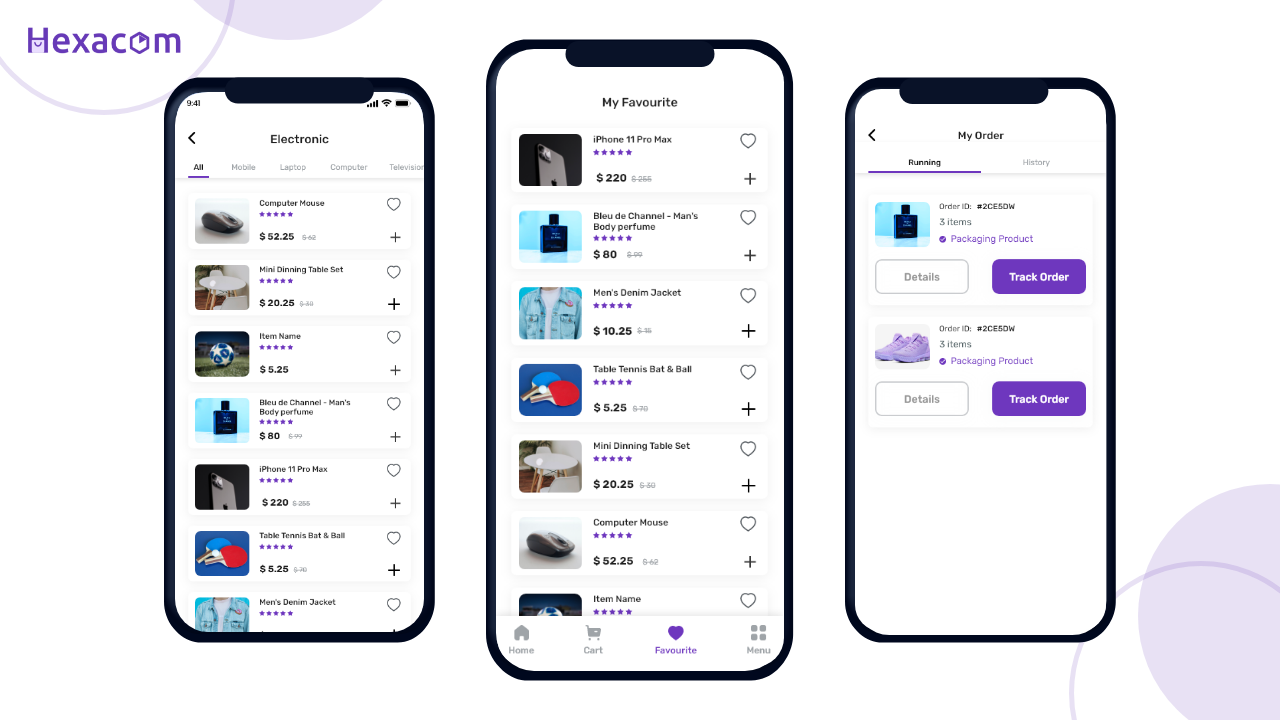 Hexacom
9:41
Electronic
All Mobile Laptop Computer Television
Computer Mouse
$ 52.25 $ 62
Mini Dinning Table Set
$ 20.25 $ 30
Item Name
$ 5.25
Bleu de Channel - Man's
Body perfume
$ 80 $ 99
iPhone 11 Pro Max
$ 220 $ 255
Table Tennis Bat & Ball
$ 5.25 $ 70
Men's Denim Jacket
My Favourite
iPhone 11 Pro Max
$ 220 $ 255
Bleu de Channel - Man's
Body perfume
$ 80 $ 99
Men's Denim Jacket
$ 10.25 $ 15
Table Tennis Bat & Ball
$ 5.25 $ 70
Mini Dinning Table Set
$ 20.25 $ 30
Computer Mouse
$ 52.25 $ 62
Item Name
Home Cart Favourite Menu
My Order
Running History
Order ID: #2CE5DW
3 items
Packaging Product
Details Track Order
Order ID: #2CE5DW
3 items
Packaging Product
Details Track Order